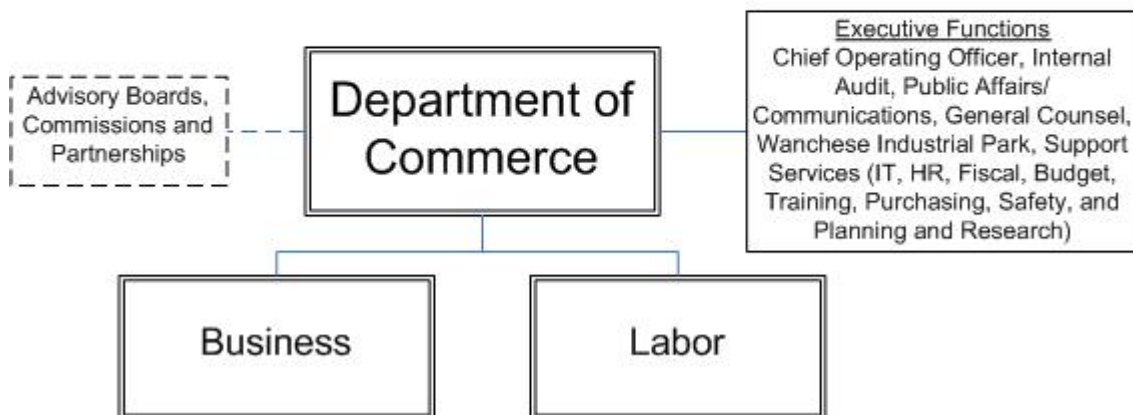 Advisory Boards,
Commissions and
Partnerships
Department of
Commerce
Executive Functions
Chief Operating Officer, Internal
Audit, Public Affairs/
Communications, General Counsel,
Wanchese Industrial Park, Support
Services (IT, HR, Fiscal, Budget,
Training, Purchasing, Safety, and
Planning and Research)
Business
Labor